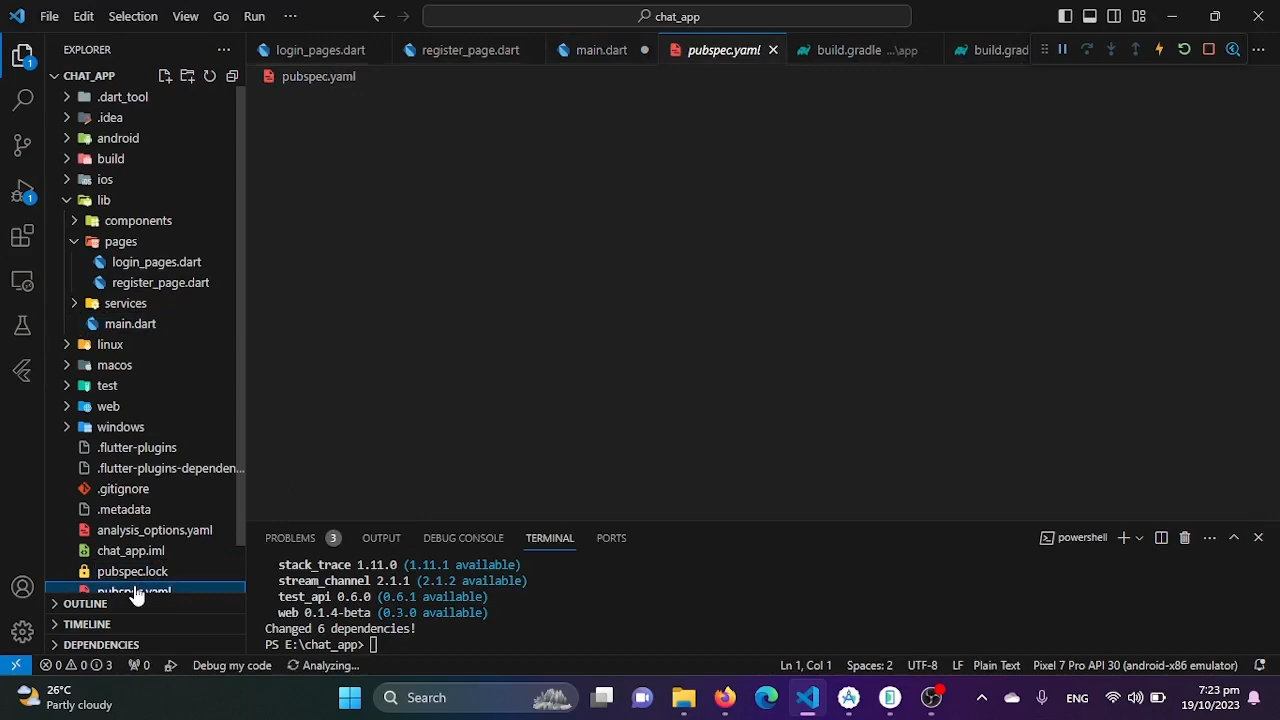 File Edit Selection View Go Run ··· chat_app
EXPLORER ···
login_pages.dart register_page.dart main.dart pubspec.yaml build.gradle ...\app build.grad
CHAT_APP
pubspec.yaml
.dart_tool
.idea
android
build
ios
lib
components
pages
login_pages.dart
register_page.dart
services
main.dart
linux
macos
test
web
windows
.flutter-plugins
.flutter-plugins-dependen...
.gitignore
.metadata
analysis_options.yaml
chat_app.iml
pubspec.lock
pubspec.yaml
OUTLINE
TIMELINE
DEPENDENCIES
PROBLEMS 3 OUTPUT DEBUG CONSOLE TERMINAL PORTS powershell
stack_trace 1.11.0 (1.11.1 available)
stream_channel 2.1.1 (2.1.2 available)
test_api 0.6.0 (0.6.1 available)
web 0.1.4-beta (0.3.0 available)
Changed 6 dependencies!
PS E:\chat_app>
0 0 3 0 Debug my code Analyzing... Ln 1, Col 1 Spaces: 2 UTF-8 LF Plain Text Pixel 7 Pro API 30 (android-x86 emulator)
26°C
Partly cloudy
Search
ENG
7:23 pm
19/10/2023